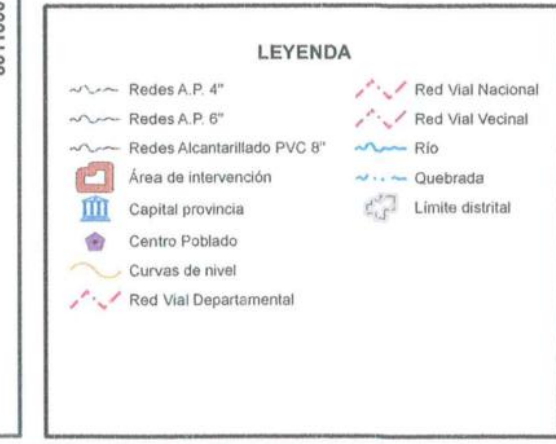 LEYENDA
Redes A.P. 4"
Redes A.P. 6"
Redes Alcantarillado PVC 8"
Área de intervención
Capital provincia
Centro Poblado
Curvas de nivel
Red Vial Departamental
Red Vial Nacional
Red Vial Vecinal
Río
Quebrada
Límite distrital